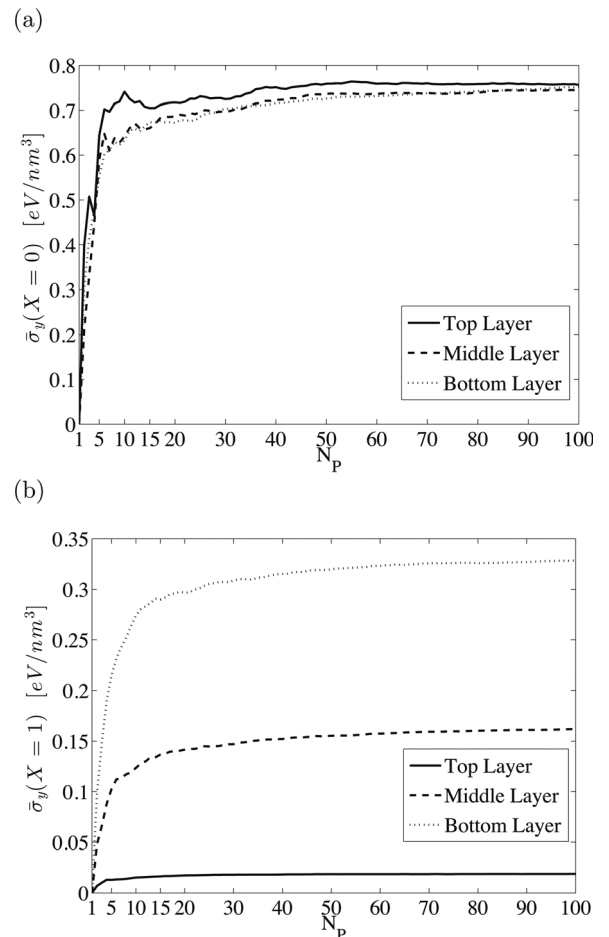 (a)
0.8
0.7
0.6
0.5
0.4
0.3
0.2
0.1
0
σ̄_y(X = 0) [eV/nm³]
Top Layer
Middle Layer
Bottom Layer
1 5 10 15 20 30 40 50 60 70 80 90 100
N_P
(b)
0.35
0.3
0.25
0.2
0.15
0.1
0.05
0
σ̄_y(X = 1) [eV/nm³]
Top Layer
Middle Layer
Bottom Layer
1 5 10 15 20 30 40 50 60 70 80 90 100
N_P